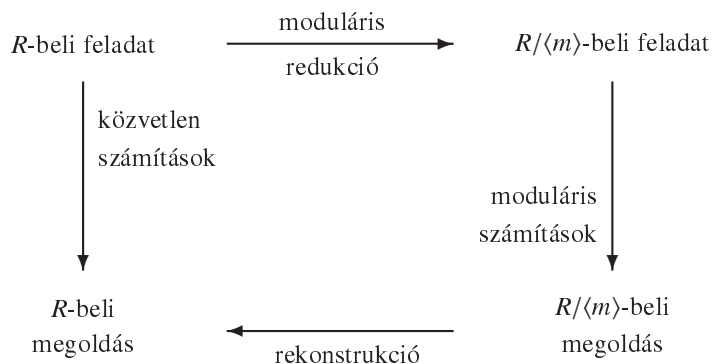 moduláris
R-beli feladat
R/⟨m⟩-beli feladat
redukció
közvetlen
számítások
moduláris
számítások
R-beli
megoldás
R/⟨m⟩-beli
megoldás
rekonstrukció